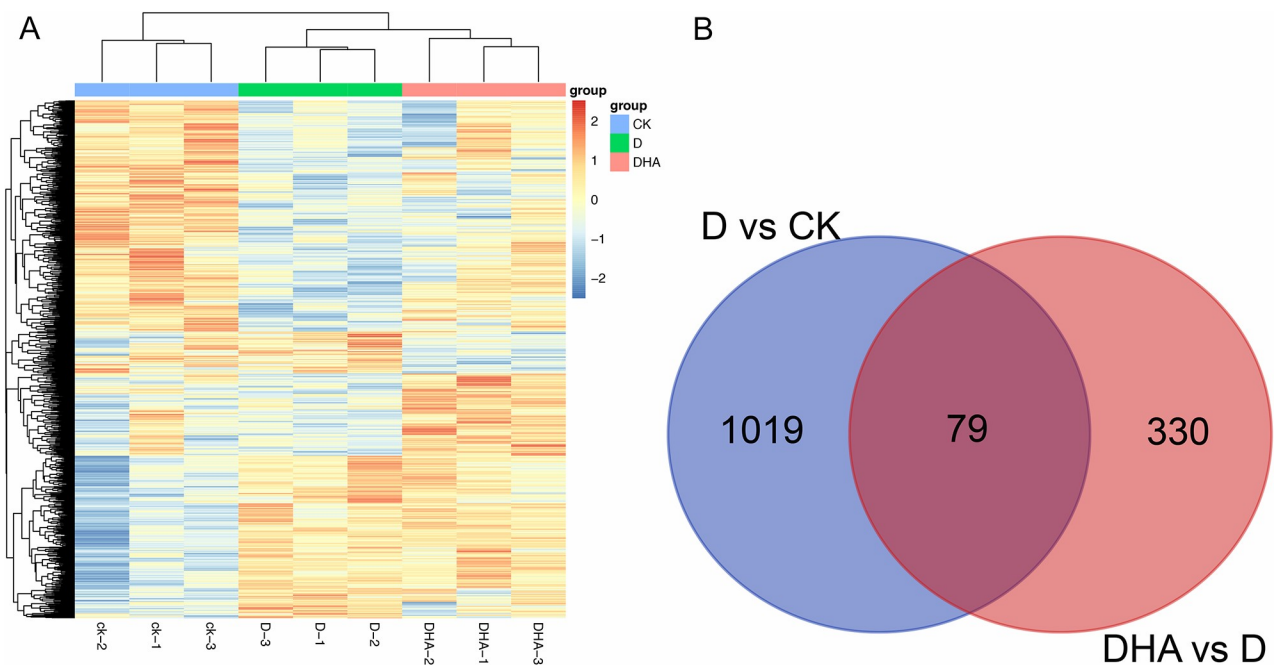 A
B
group
2
1
0
−1
−2
group
CK
D
DHA
ck−2
ck−1
ck−3
D−3
D−1
D−2
DHA−2
DHA−1
DHA−3
D vs CK
1019
79
330
DHA vs D